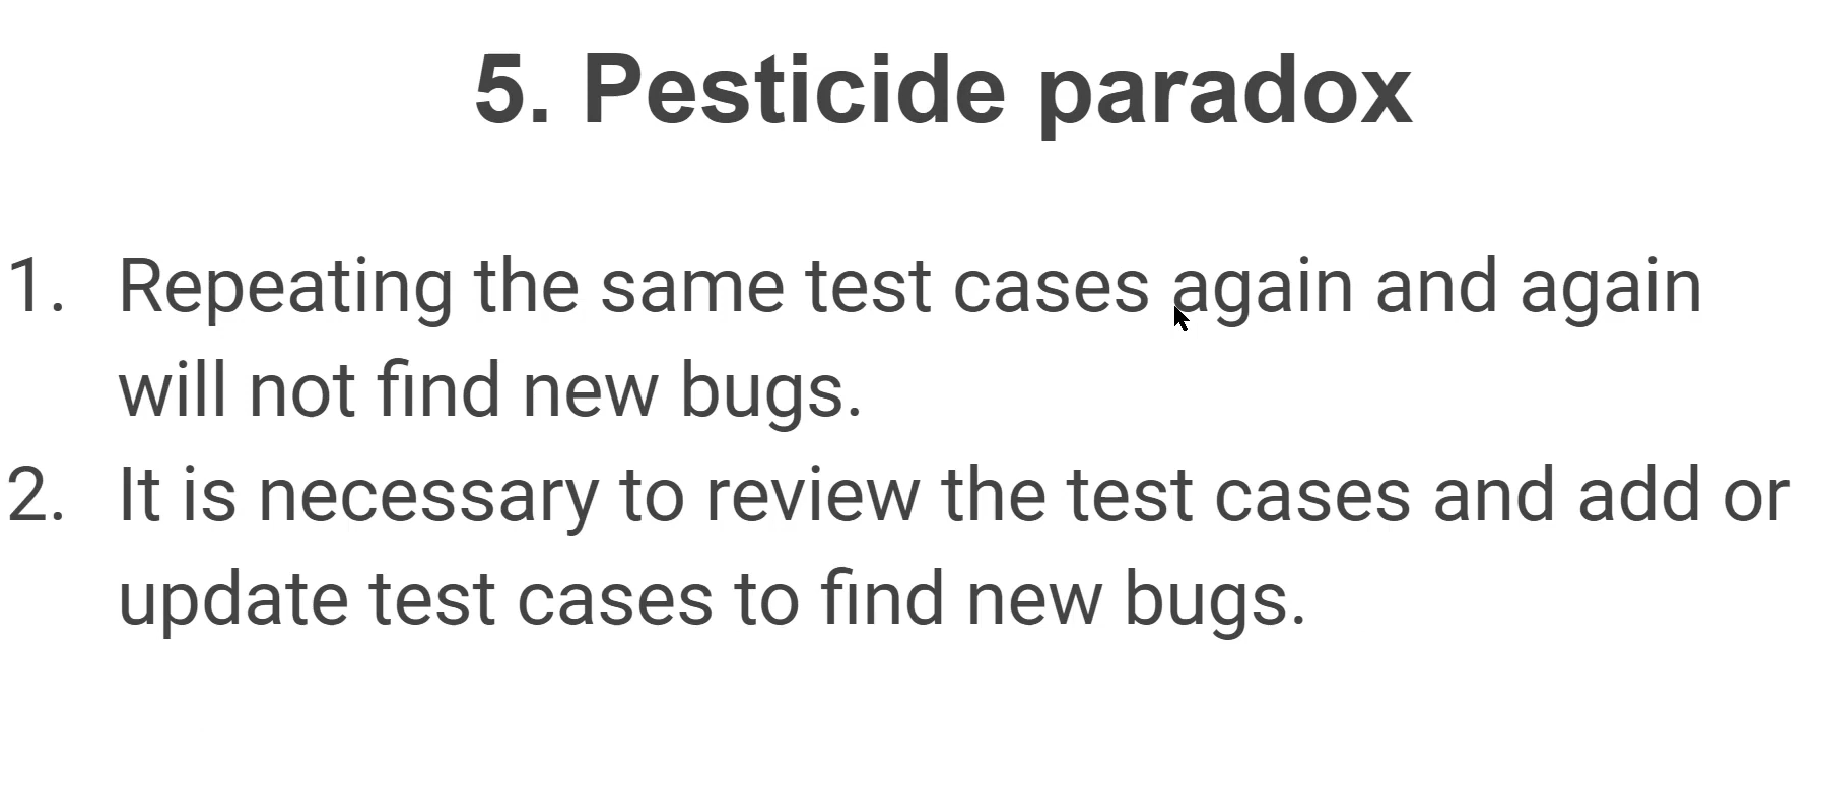 5. Pesticide paradox
1. Repeating the same test cases again and again
will not find new bugs.
2. It is necessary to review the test cases and add or
update test cases to find new bugs.